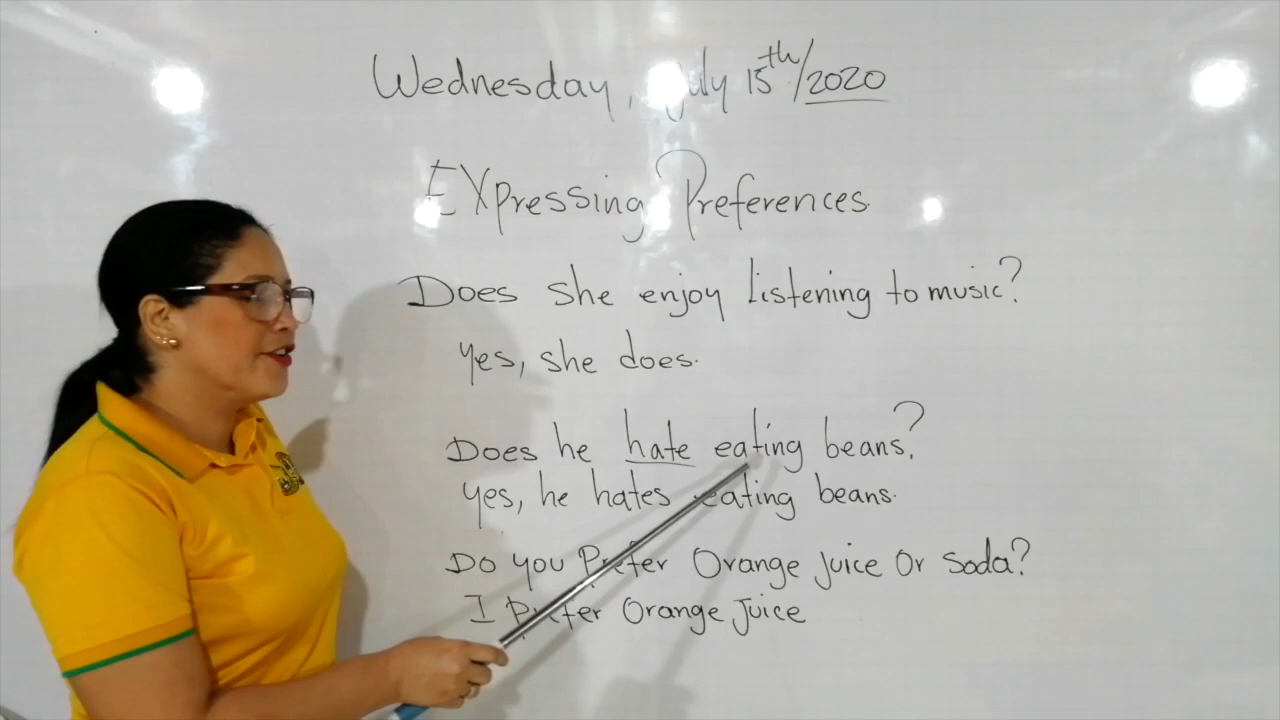 Wednesday, July 15th/2020
EXpressing Preferences.
Does she enjoy listening to music?
yes, she does.
Does he hate eating beans?
yes, he hates eating beans.
Do you Prefer Orange juice Or Soda?
I Prefer Orange Juice